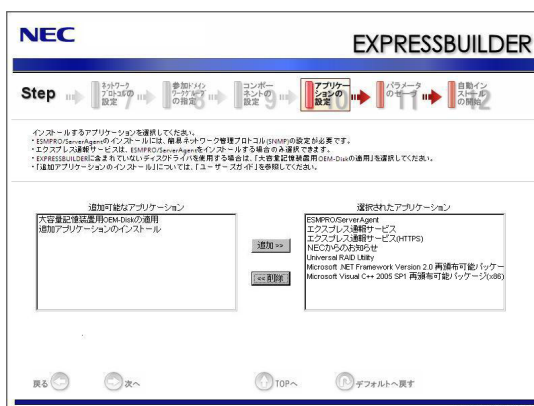 NEC
EXPRESSBUILDER
Step
ネットワーク
プロトコルの
設定
7
参加ドメイン
ワークグループ
の指定
8
コンポー
ネントの
設定
9
アプリケー
ションの
設定
10
パラメータ
のセーブ
11
自動イン
ストール
の開始
12
インストールするアプリケーションを選択してください。
・ESMPRO/ServerAgentのインストールには、簡易ネットワーク管理プロトコル(SNMP)の設定が必要です。
・エクスプレス通報サービスは、ESMPRO/ServerAgentをインストールする場合のみ選択できます。
・EXPRESSBUILDERに含まれていないディスクドライバを使用する場合は、「大容量記憶装置用OEM-Diskの適用」を選択してください。
・「追加アプリケーションのインストール」については、「ユーザーズガイド」を参照してください。
追加可能なアプリケーション
大容量記憶装置用OEM-Diskの適用
追加アプリケーションのインストール
追加 >>
<< 削除
選択されたアプリケーション
ESMPRO/ServerAgent
エクスプレス通報サービス
エクスプレス通報サービス(HTTPS)
NECからのお知らせ
Universal RAID Utility
Microsoft .NET Framework Version 2.0 再頒布可能パッケー
Microsoft Visual C++ 2005 SP1 再頒布可能パッケージ(x86)
戻る
次へ
TOPへ
デフォルトへ戻す